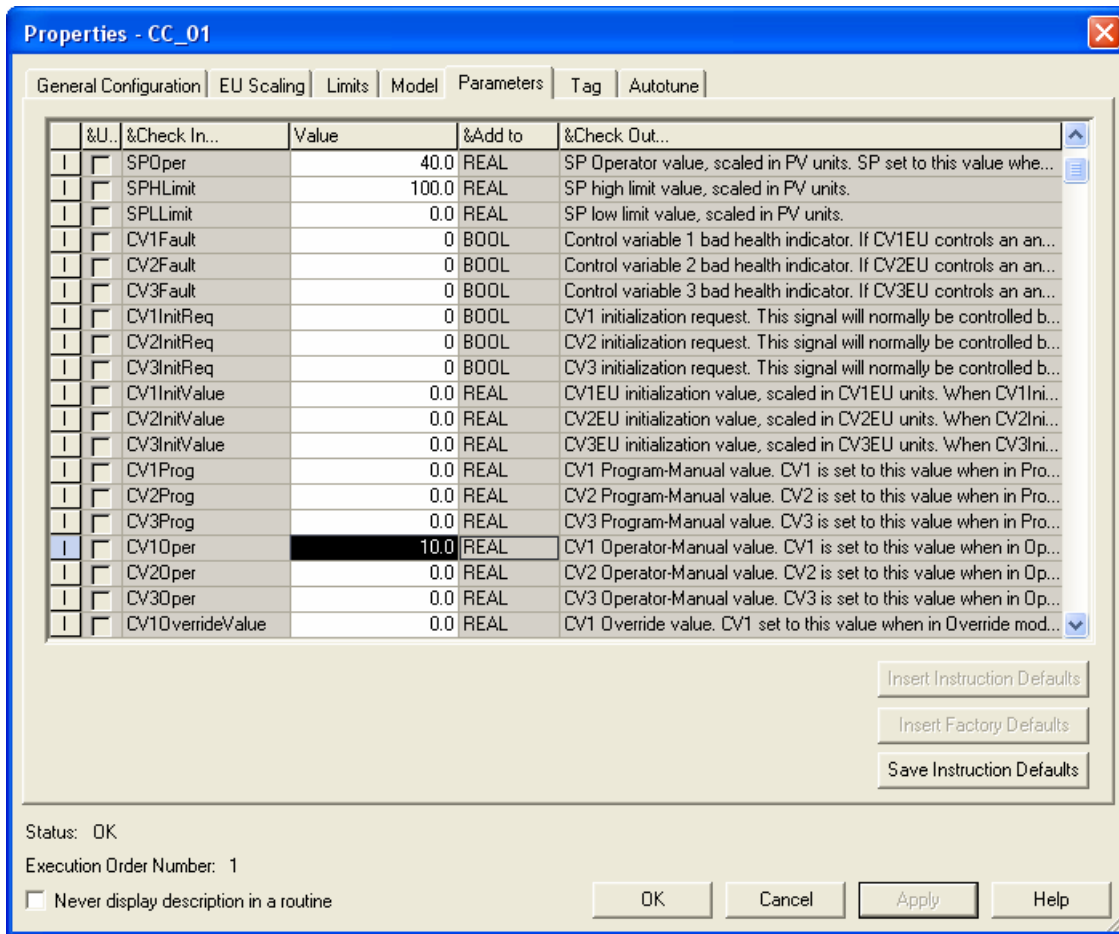 Properties - CC_01
General Configuration EU Scaling Limits Model Parameters Tag Autotune
&U.. &Check In... Value &Add to &Check Out...
I SPOper 40.0 REAL SP Operator value, scaled in PV units. SP set to this value whe...
I SPHLimit 100.0 REAL SP high limit value, scaled in PV units.
I SPLLimit 0.0 REAL SP low limit value, scaled in PV units.
I CV1Fault 0 BOOL Control variable 1 bad health indicator. If CV1EU controls an an...
I CV2Fault 0 BOOL Control variable 2 bad health indicator. If CV2EU controls an an...
I CV3Fault 0 BOOL Control variable 3 bad health indicator. If CV3EU controls an an...
I CV1InitReq 0 BOOL CV1 initialization request. This signal will normally be controlled b...
I CV2InitReq 0 BOOL CV2 initialization request. This signal will normally be controlled b...
I CV3InitReq 0 BOOL CV3 initialization request. This signal will normally be controlled b...
I CV1InitValue 0.0 REAL CV1EU initialization value, scaled in CV1EU units. When CV1Ini...
I CV2InitValue 0.0 REAL CV2EU initialization value, scaled in CV2EU units. When CV2Ini...
I CV3InitValue 0.0 REAL CV3EU initialization value, scaled in CV3EU units. When CV3Ini...
I CV1Prog 0.0 REAL CV1 Program-Manual value. CV1 is set to this value when in Pro...
I CV2Prog 0.0 REAL CV2 Program-Manual value. CV2 is set to this value when in Pro...
I CV3Prog 0.0 REAL CV3 Program-Manual value. CV3 is set to this value when in Pro...
I CV1Oper 10.0 REAL CV1 Operator-Manual value. CV1 is set to this value when in Op...
I CV2Oper 0.0 REAL CV2 Operator-Manual value. CV2 is set to this value when in Op...
I CV3Oper 0.0 REAL CV3 Operator-Manual value. CV3 is set to this value when in Op...
I CV1OverrideValue 0.0 REAL CV1 Override value. CV1 set to this value when in Override mod...
Insert Instruction Defaults
Insert Factory Defaults
Save Instruction Defaults
Status: OK
Execution Order Number: 1
Never display description in a routine
OK Cancel Apply Help